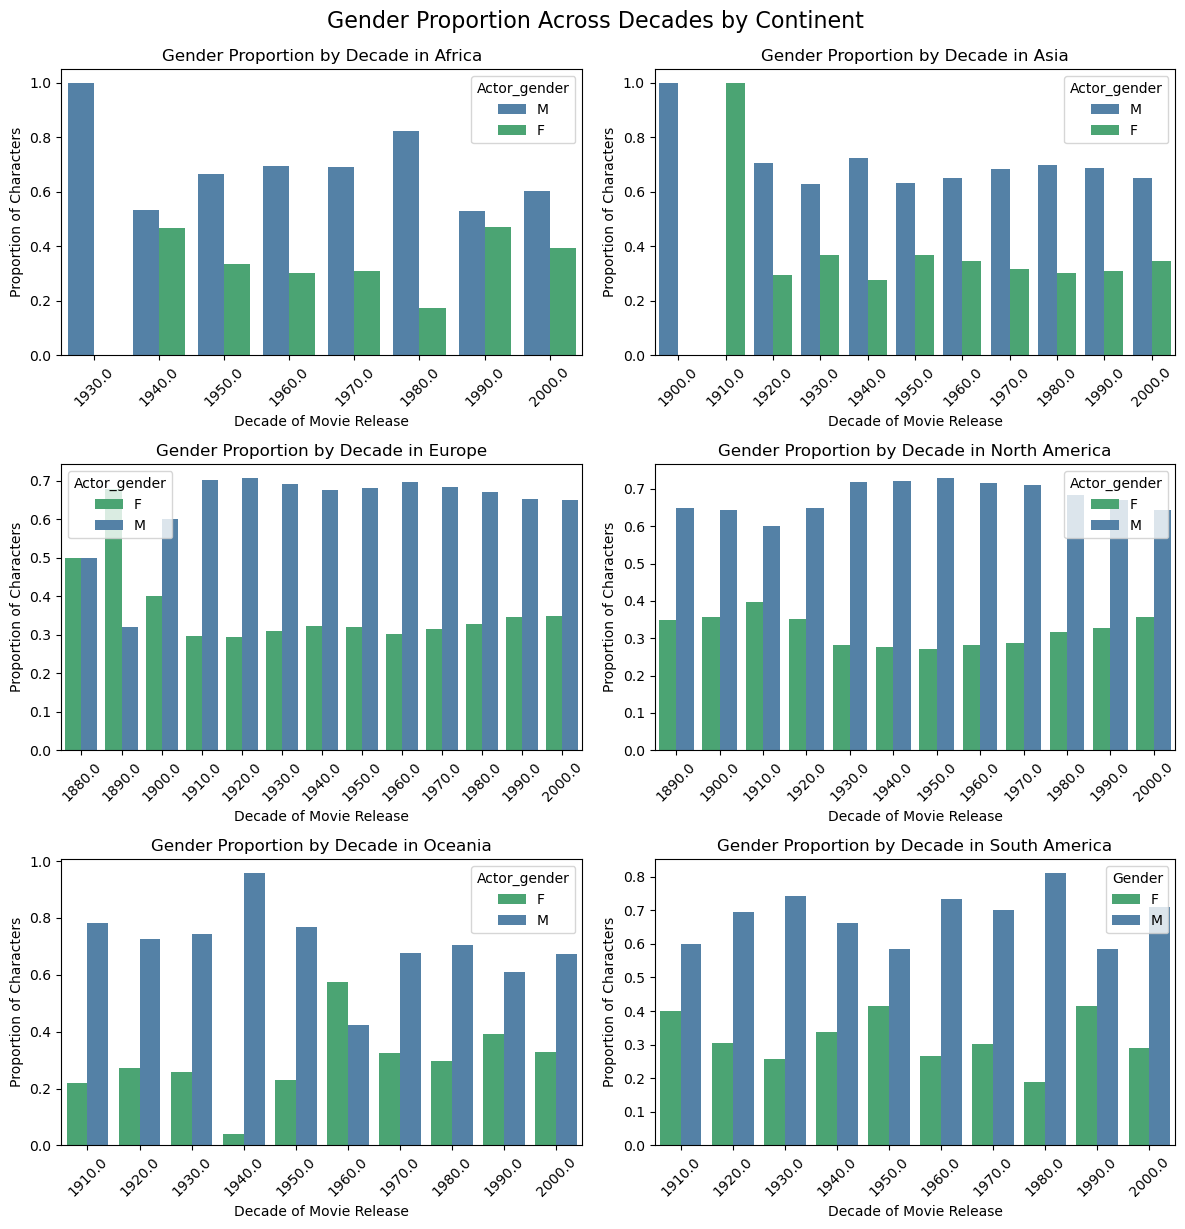 Gender Proportion Across Decades by Continent
Gender Proportion by Decade in Africa
Proportion of Characters
1.0
0.8
0.6
0.4
0.2
0.0
Actor_gender
M
F
1930.0 1940.0 1950.0 1960.0 1970.0 1980.0 1990.0 2000.0
Decade of Movie Release
Gender Proportion by Decade in Asia
Proportion of Characters
1.0
0.8
0.6
0.4
0.2
0.0
Actor_gender
M
F
1900.0 1910.0 1920.0 1930.0 1940.0 1950.0 1960.0 1970.0 1980.0 1990.0 2000.0
Decade of Movie Release
Gender Proportion by Decade in Europe
Proportion of Characters
0.7
0.6
0.5
0.4
0.3
0.2
0.1
0.0
Actor_gender
F
M
1880.0 1890.0 1900.0 1910.0 1920.0 1930.0 1940.0 1950.0 1960.0 1970.0 1980.0 1990.0 2000.0
Decade of Movie Release
Gender Proportion by Decade in North America
Proportion of Characters
0.7
0.6
0.5
0.4
0.3
0.2
0.1
0.0
Actor_gender
F
M
1890.0 1900.0 1910.0 1920.0 1930.0 1940.0 1950.0 1960.0 1970.0 1980.0 1990.0 2000.0
Decade of Movie Release
Gender Proportion by Decade in Oceania
Proportion of Characters
1.0
0.8
0.6
0.4
0.2
0.0
Actor_gender
F
M
1910.0 1920.0 1930.0 1940.0 1950.0 1960.0 1970.0 1980.0 1990.0 2000.0
Decade of Movie Release
Gender Proportion by Decade in South America
Proportion of Characters
0.8
0.7
0.6
0.5
0.4
0.3
0.2
0.1
0.0
Gender
F
M
1910.0 1920.0 1930.0 1940.0 1950.0 1960.0 1970.0 1980.0 1990.0 2000.0
Decade of Movie Release